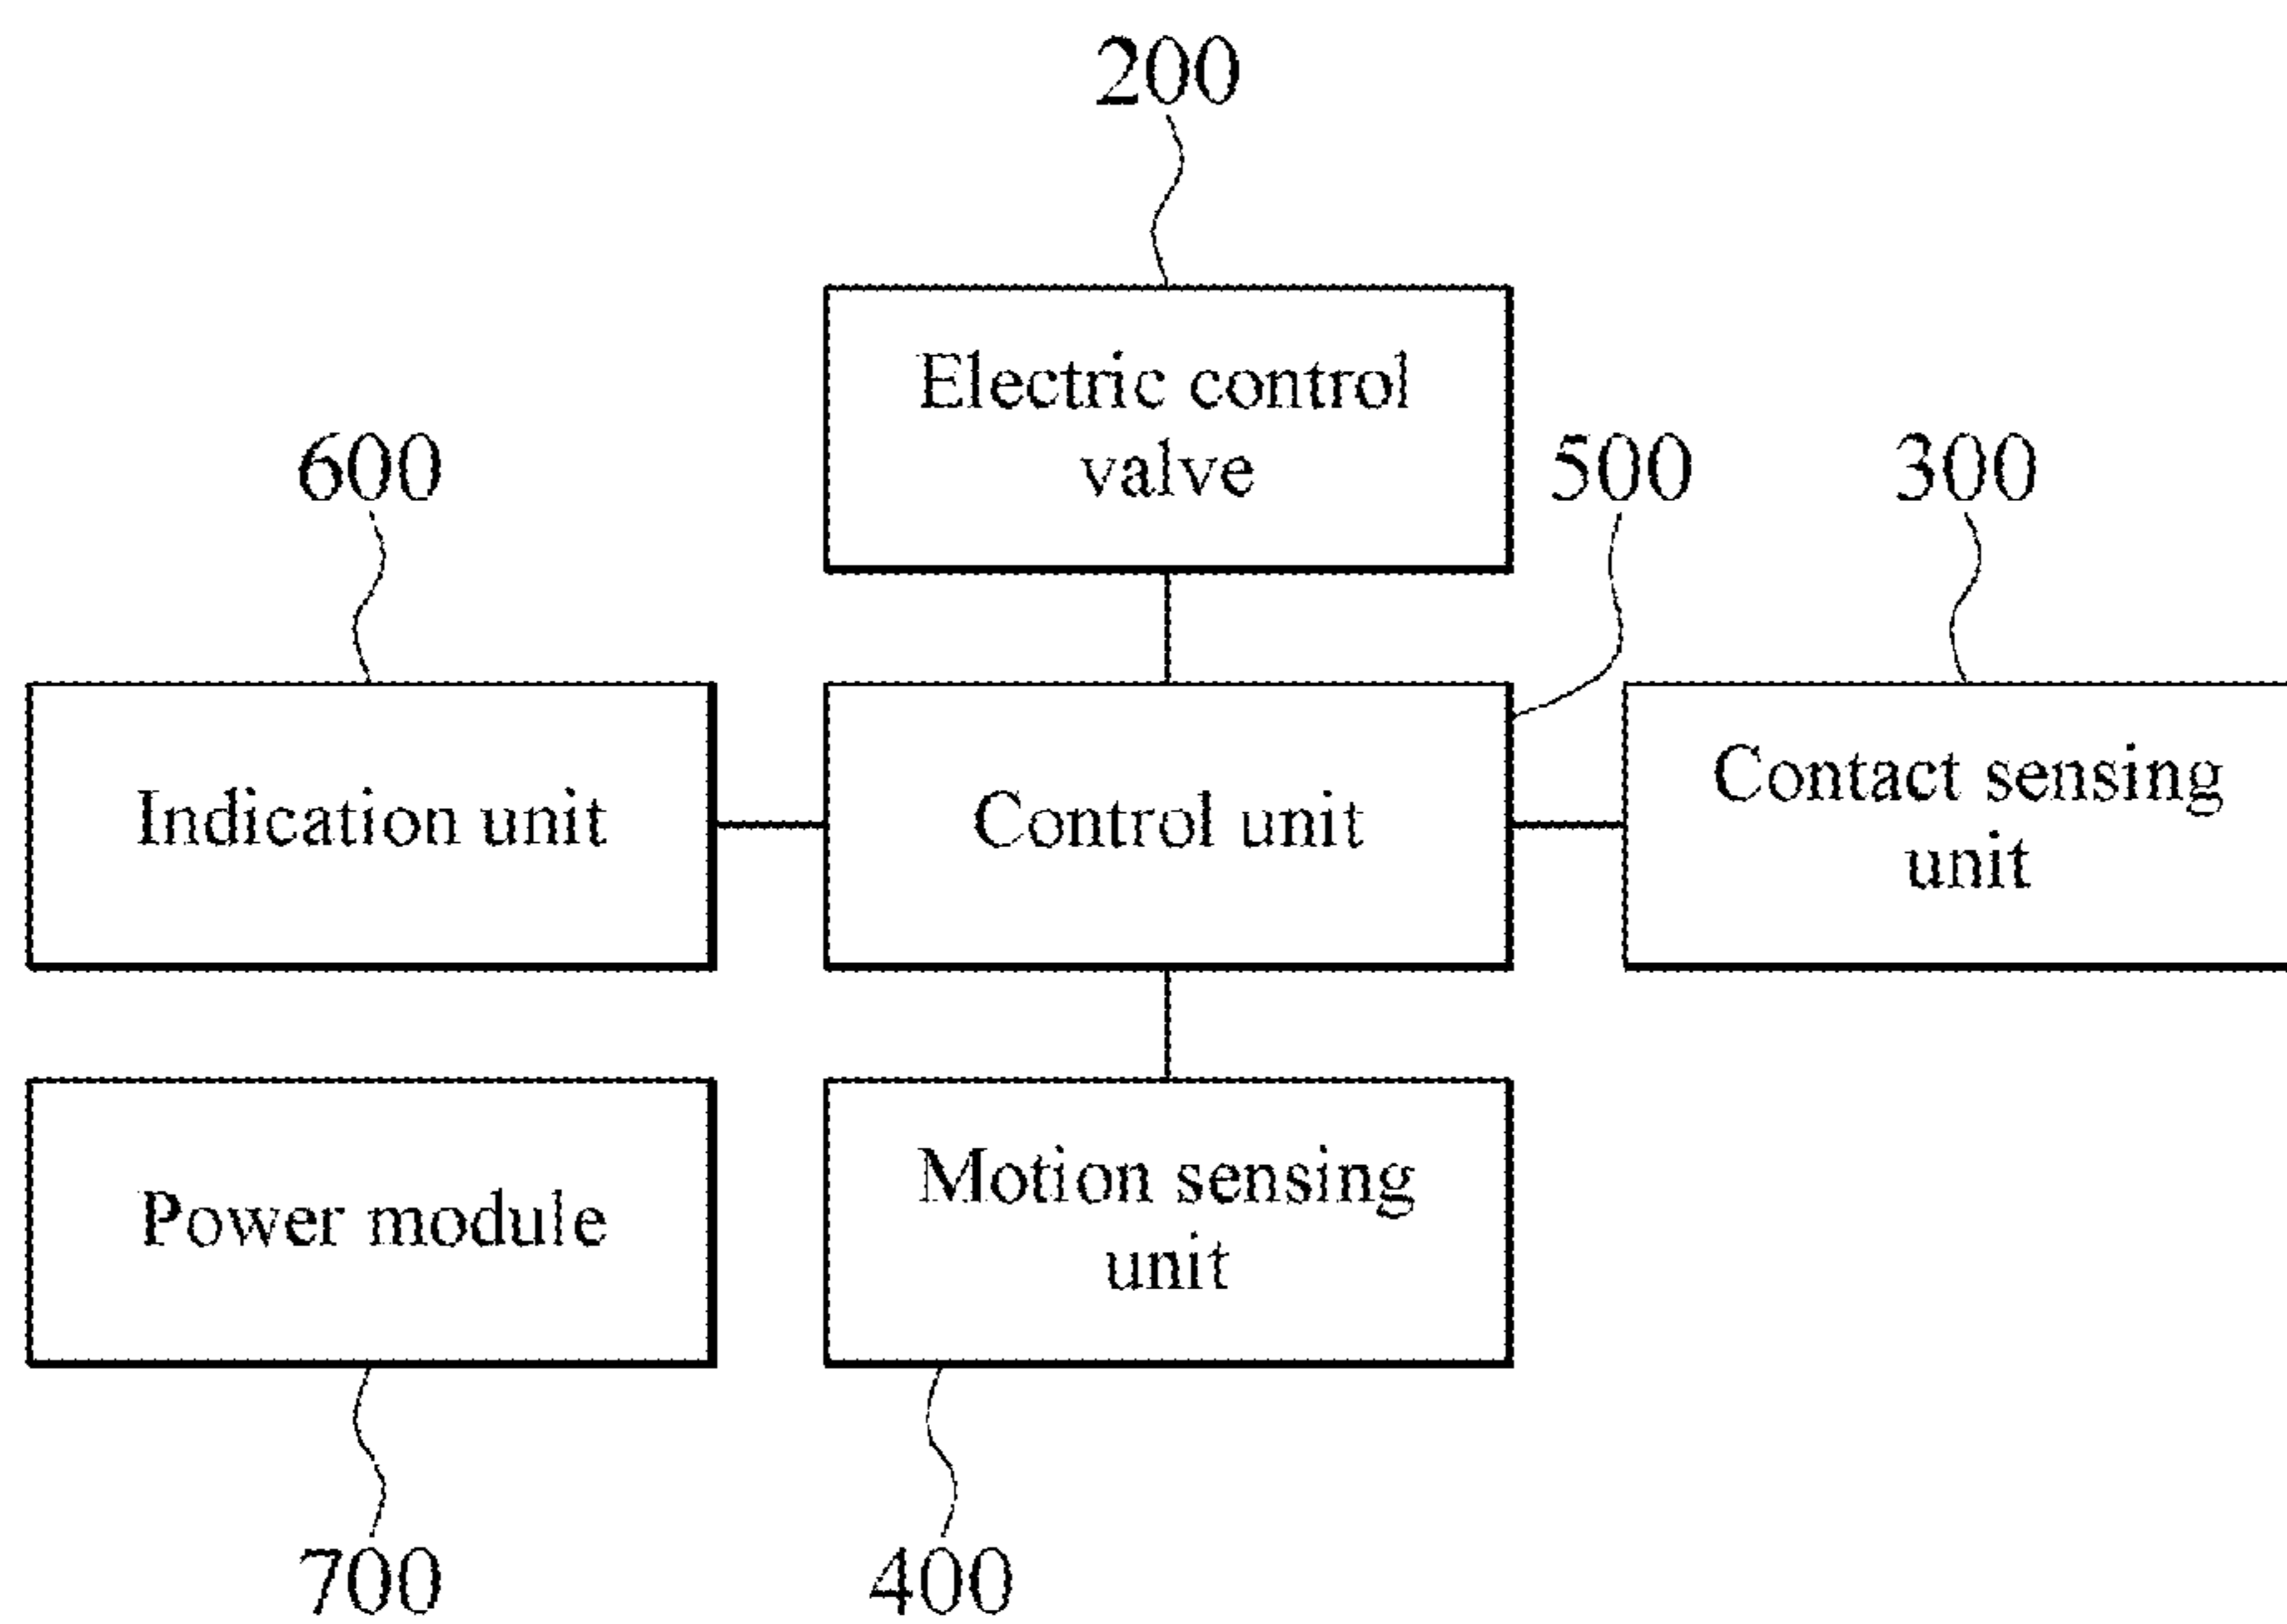 200
Electric control
valve
600
500
300
Indication unit
Control unit
Contact sensing
unit
Power module
Motion sensing
unit
700
400